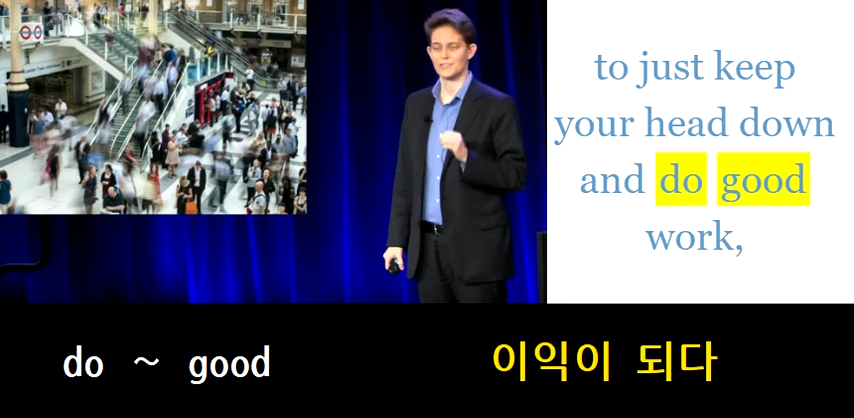 to just keep
your head down
and do good
work,
do ~ good
이익이 되다